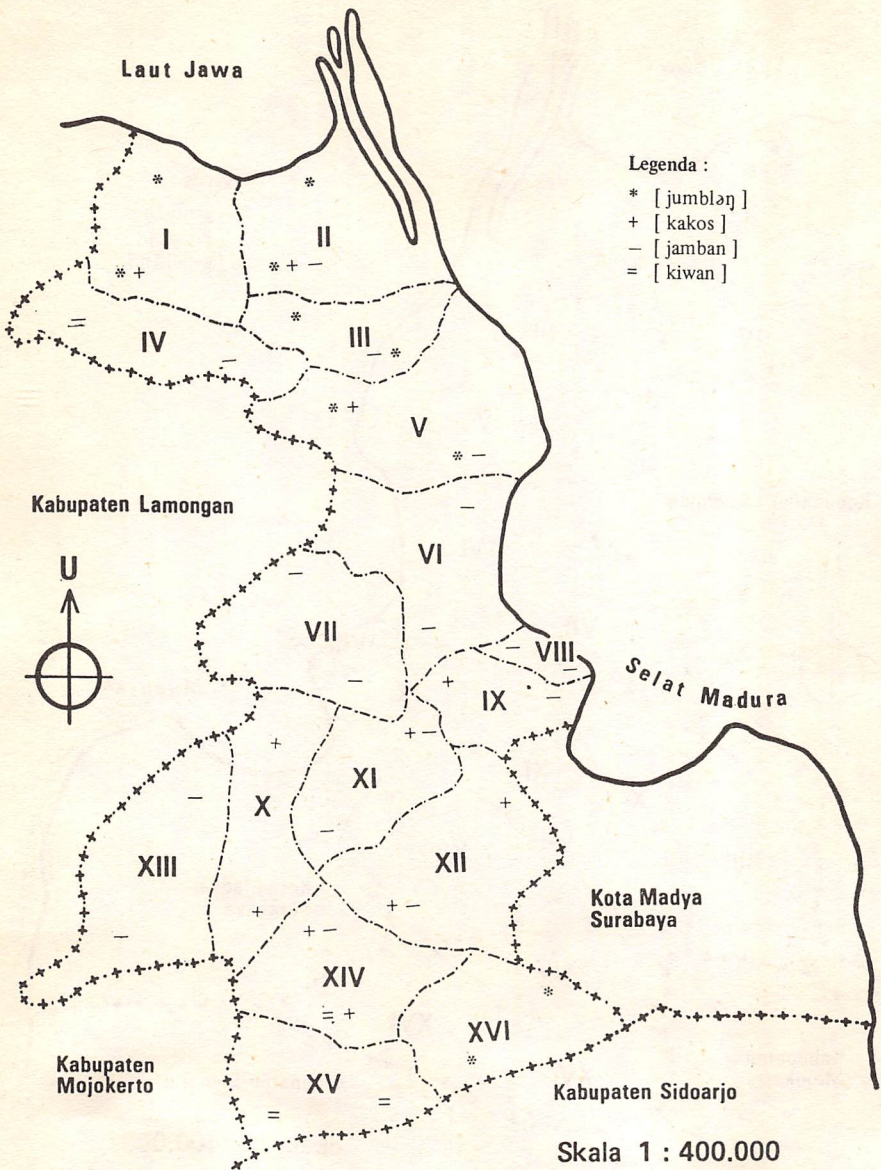 Laut Jawa
Legenda :
* [ jumbləŋ ]
+ [ kakos ]
– [ jamban ]
= [ kiwan ]
*
*
I
II
* +
* + –
*
=
IV
III
–
– *
* +
V
* –
Kabupaten Lamongan
–
VI
U
–
VII
–
–
VIII
–
Selat Madura
–
+
IX
–
+ –
+
XI
–
X
+
–
XIII
XII
Kota Madya
Surabaya
+
+ –
–
+ –
XIV
*
= +
XVI
*
Kabupaten
Mojokerto
XV
=
=
Kabupaten Sidoarjo
Skala 1 : 400.000